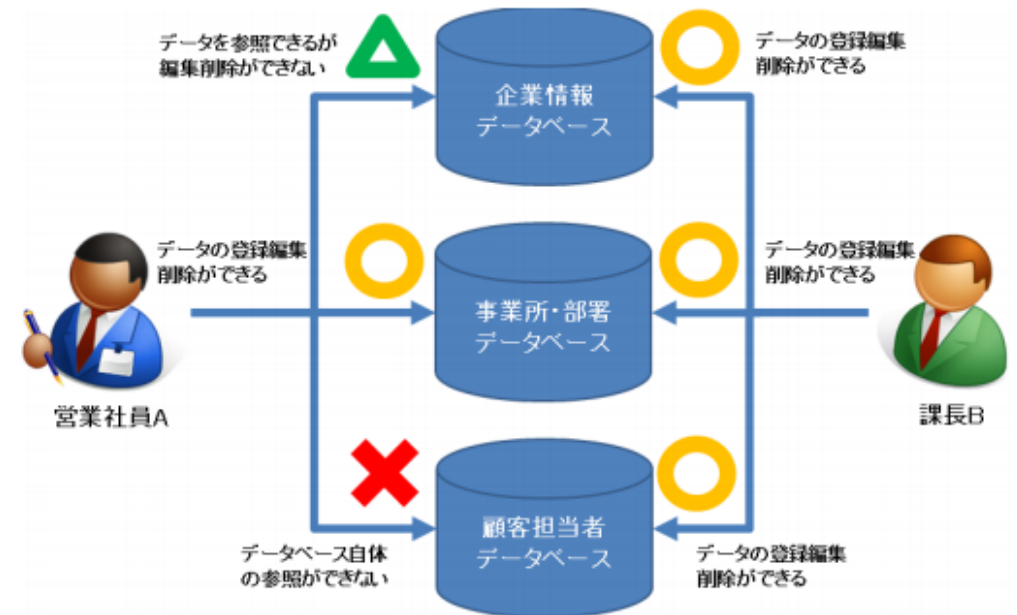 データを参照できるが
編集削除ができない
企業情報
データベース
データの登録編集
削除ができる
データの登録編集
削除ができる
事業所・部署
データベース
データの登録編集
削除ができる
営業社員A
課長B
顧客担当者
データベース
データベース自体
の参照ができない
データの登録編集
削除ができる